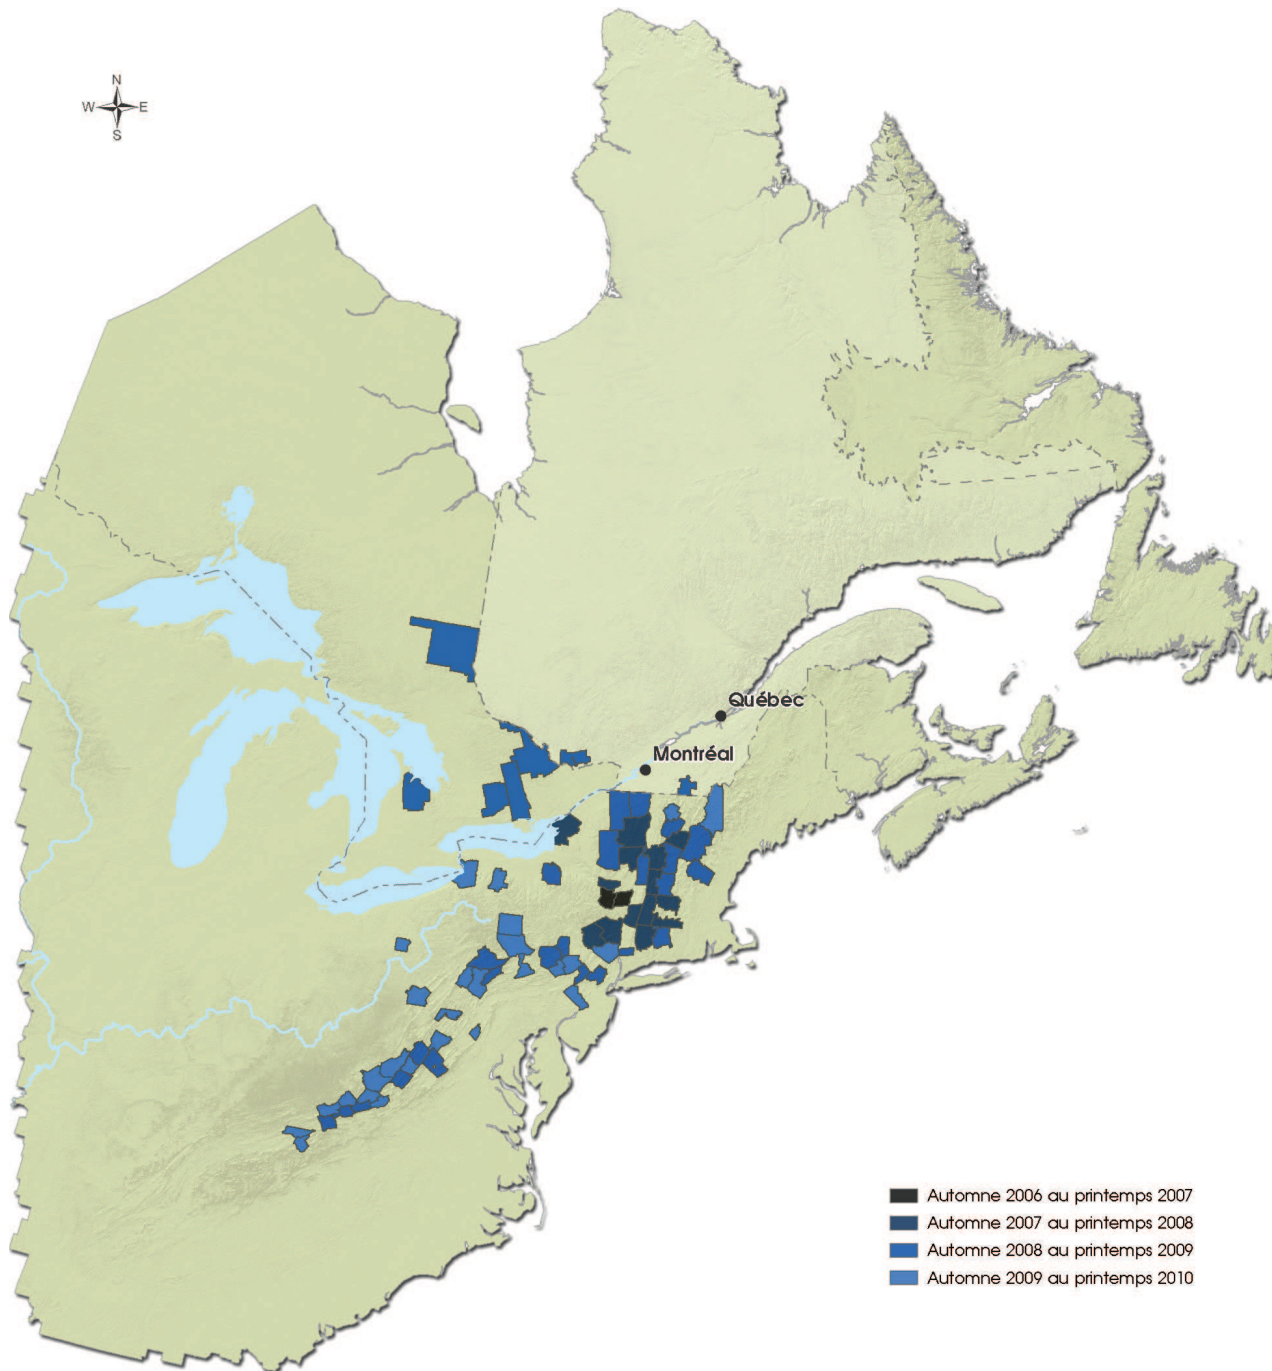 N
W E
S
Québec
Montréal
Automne 2006 au printemps 2007
Automne 2007 au printemps 2008
Automne 2008 au printemps 2009
Automne 2009 au printemps 2010